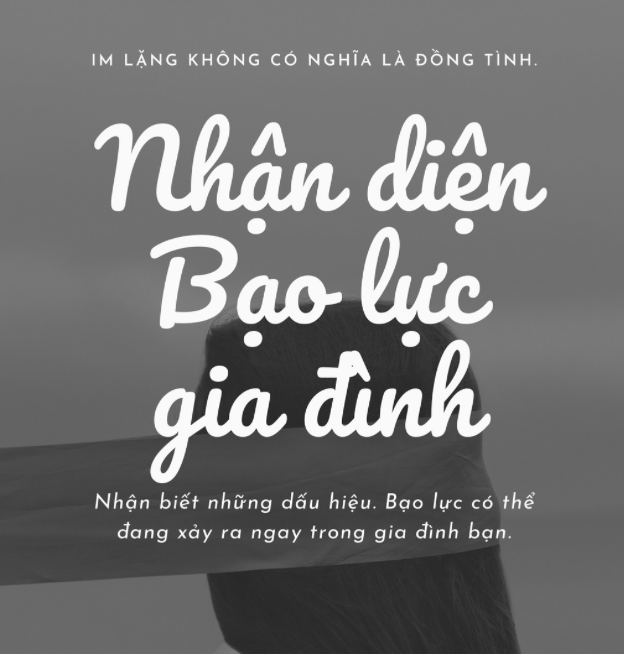 IM LẶNG KHÔNG CÓ NGHĨA LÀ ĐỒNG TÌNH.
Nhận diện
Bạo lực
gia đình
Nhận biết những dấu hiệu. Bạo lực có thể
đang xảy ra ngay trong gia đình bạn.